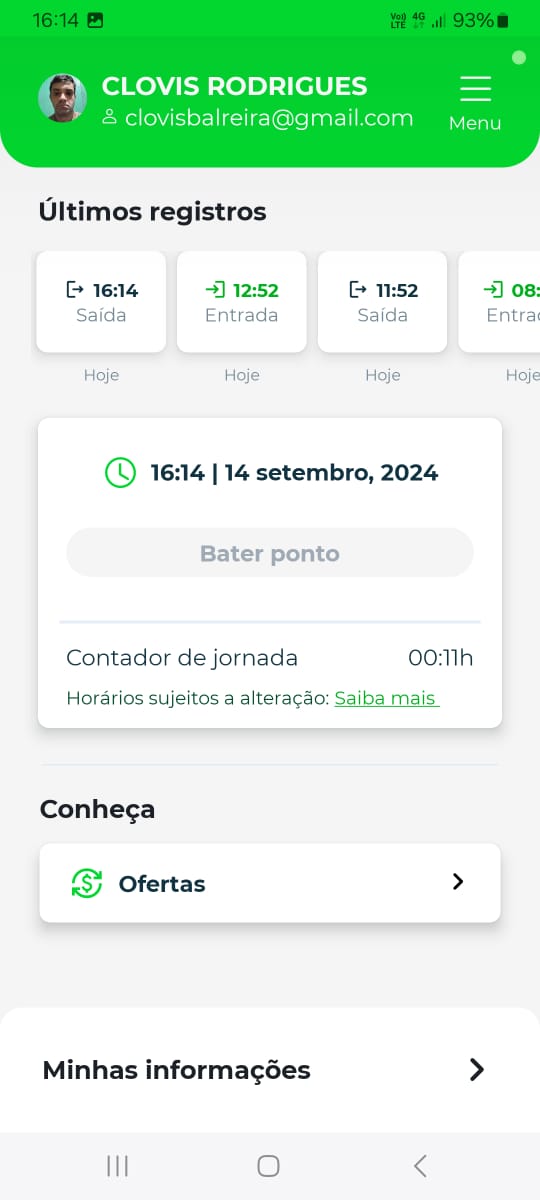 16:14 Vo)) LTE 4G 93%
CLOVIS RODRIGUES
clovisbalreira@gmail.com
Menu
Últimos registros
16:14 12:52 11:52 08:
Saída Entrada Saída Entrad
Hoje Hoje Hoje Hoje
16:14 | 14 setembro, 2024
Bater ponto
Contador de jornada 00:11h
Horários sujeitos a alteração: Saiba mais
Conheça
Ofertas
Minhas informações